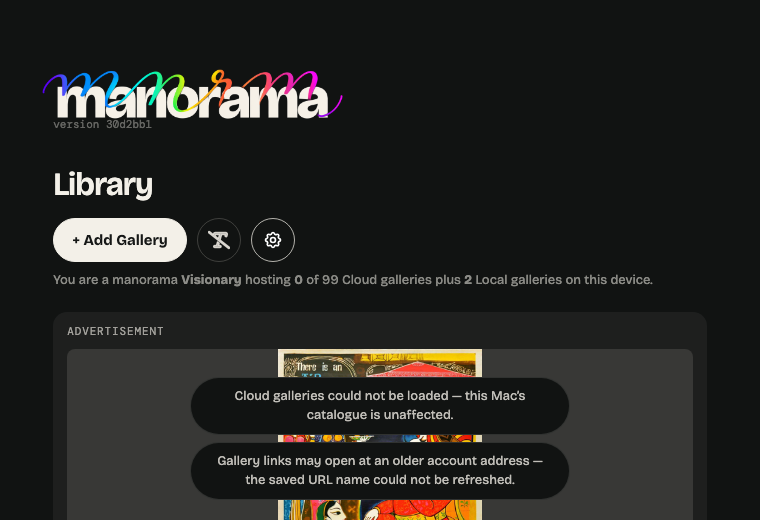 manorama
version 30d2bb1
Library
+ Add Gallery
You are a manorama Visionary hosting 0 of 99 Cloud galleries plus 2 Local galleries on this device.
ADVERTISEMENT
There is an
Cloud galleries could not be loaded — this Mac's
catalogue is unaffected.
Gallery links may open at an older account address —
the saved URL name could not be refreshed.